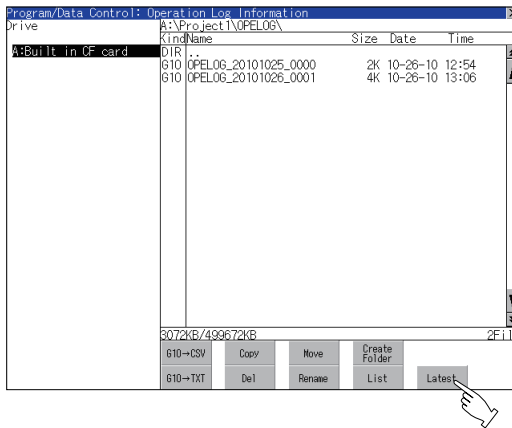 Program/Data Control: Operation Log Information
Drive
A:\Project1\OPELOG\
Kind Name Size Date Time
A:Built in CF card
DIR ..
G10 OPELOG_20101025_0000 2K 10-26-10 12:54
G10 OPELOG_20101026_0001 4K 10-26-10 13:06
3072KB/499672KB 2Fil
G10→CSV Copy Move Create Folder
G10→TXT Del Rename List Latest